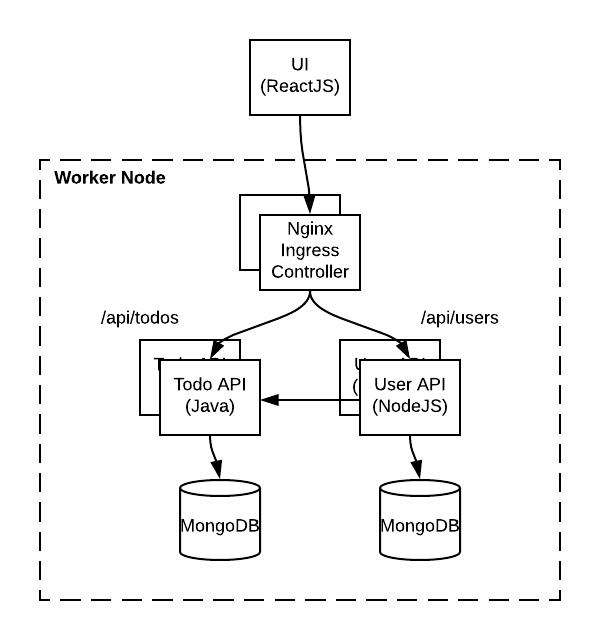 UI
(ReactJS)
Worker Node
Nginx
Ingress
Controller
/api/todos
/api/users
Todo API
(Java)
User API
(NodeJS)
MongoDB
MongoDB